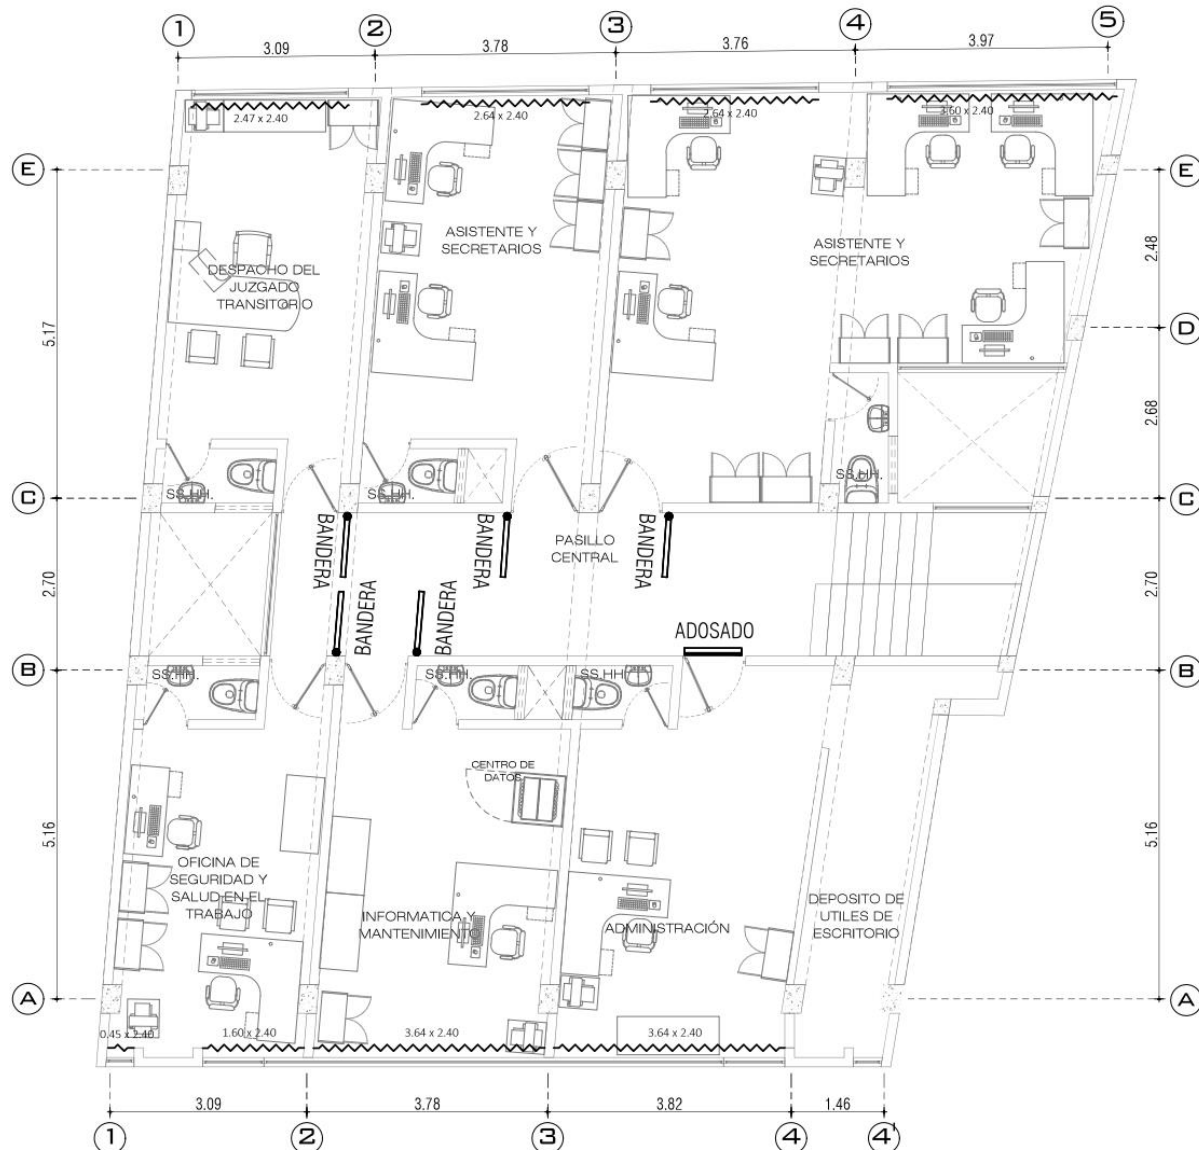 1
2
3
4
5
3.09
3.78
3.76
3.97
2.47 x 2.40
2.64 x 2.40
2.64 x 2.40
3.60 x 2.40
E
E
ASISTENTE Y
SECRETARIOS
ASISTENTE Y
SECRETARIOS
DESPACHO DEL
JUZGADO
TRANSITORIO
2.48
D
5.17
2.68
SS.HH.
SS.HH.
SS.HH.
C
C
BANDERA
BANDERA
BANDERA
PASILLO
CENTRAL
2.70
2.70
BANDERA
BANDERA
ADOSADO
B
B
SS.HH.
SS.HH.
SS.HH.
CENTRO DE
DATOS
5.16
5.16
OFICINA DE
SEGURIDAD Y
SALUD EN EL
TRABAJO
INFORMATICA Y
MANTENIMIENTO
ADMINISTRACIÓN
DEPOSITO DE
UTILES DE
ESCRITORIO
A
A
0.45 x 2.40
1.60 x 2.40
3.64 x 2.40
3.64 x 2.40
3.09
3.78
3.82
1.46
1
2
3
4
4'